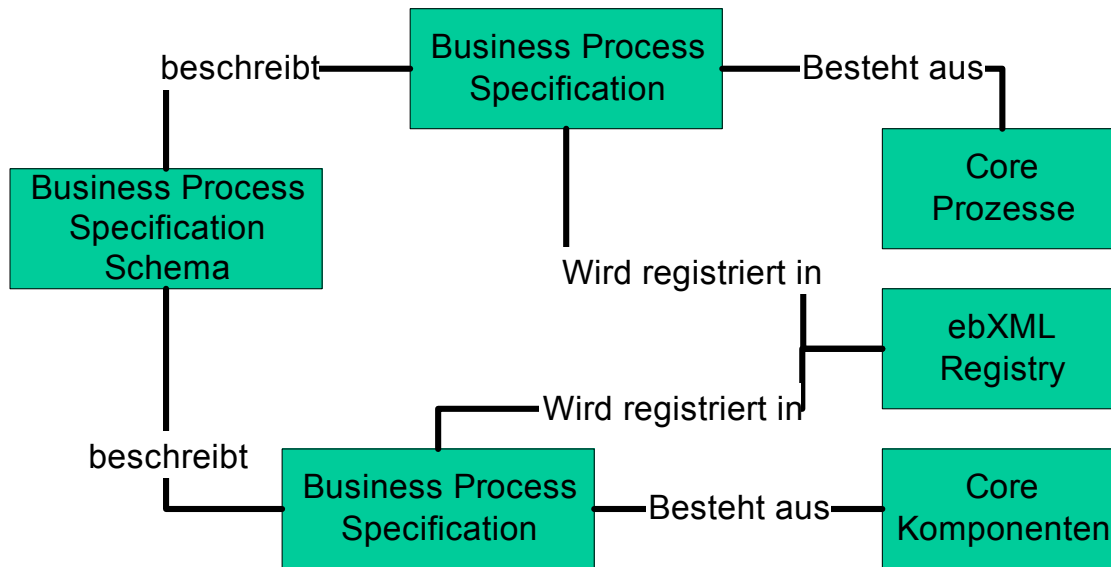 Business Process
Specification
beschreibt
Besteht aus
Core
Prozesse
Business Process
Specification
Schema
Wird registriert in
ebXML
Registry
Wird registriert in
beschreibt
Business Process
Specification
Besteht aus
Core
Komponenten